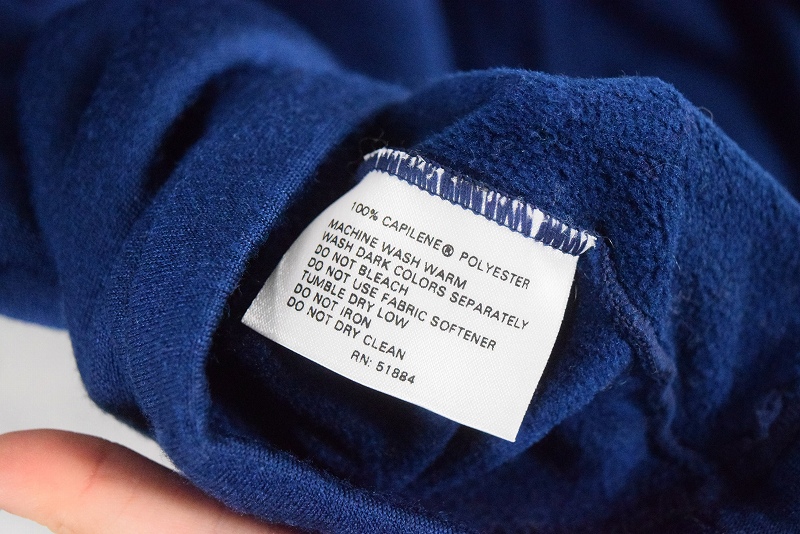 100% CAPILENE® POLYESTER
MACHINE WASH WARM
WASH DARK COLORS SEPARATELY
DO NOT BLEACH
DO NOT USE FABRIC SOFTENER
TUMBLE DRY LOW
DO NOT IRON
DO NOT DRY CLEAN
RN: 51884